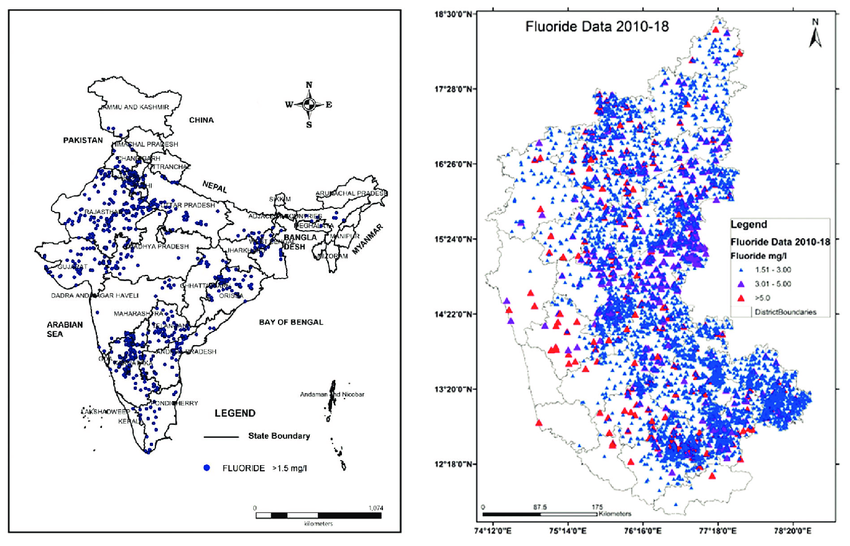 N
W E
S
JAMMU AND KASHMIR
CHINA
PAKISTAN
HIMACHAL PRADESH
CHANDIGARH
UTTRANCHAL
NEPAL
SIKKIM
ARUNACHAL PRADESH
RAJASTHAN
UTTAR PRADESH
MEGHALAYA
MANIPUR
MIZORAM
MYANMAR
BANGLA
DESH
MADHYA PRADESH
GUJARAT
ORISSA
DADRA AND NAGAR HAVELI
MAHARASHTRA
ARABIAN
SEA
BAY OF BENGAL
ANDHRA PRADESH
PONDICHERRY
LAKSHADWEEP
KERALA
Andaman and Nicobar
LEGEND
State Boundary
FLUORIDE >1.5 mg/l
0 1,074
kilometers
Fluoride Data 2010-18
N
18°30'0"N
17°28'0"N
16°26'0"N
15°24'0"N
14°22'0"N
13°20'0"N
12°18'0"N
Legend
Fluoride Data 2010-18
Fluoride mg/l
1.51 - 3.00
3.01 - 5.00
>5.0
DistrictBoundaries
0 87.5 175
Kilometers
74°12'0"E 75°14'0"E 76°16'0"E 77°18'0"E 78°20'0"E